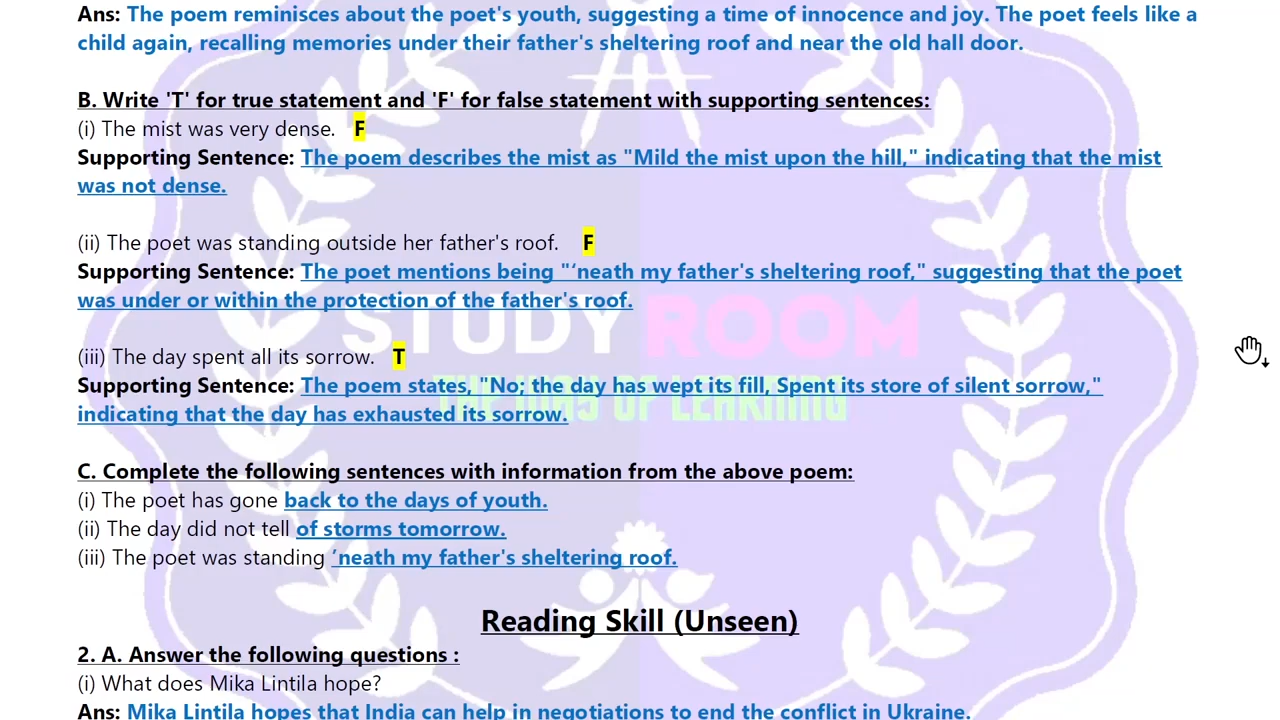 Ans: The poem reminisces about the poet's youth, suggesting a time of innocence and joy. The poet feels like a
child again, recalling memories under their father's sheltering roof and near the old hall door.
B. Write 'T' for true statement and 'F' for false statement with supporting sentences:
(i) The mist was very dense. F
Supporting Sentence: The poem describes the mist as "Mild the mist upon the hill," indicating that the mist
was not dense.
(ii) The poet was standing outside her father's roof. F
Supporting Sentence: The poet mentions being "‘neath my father's sheltering roof," suggesting that the poet
was under or within the protection of the father's roof.
STUDY ROOM
(iii) The day spent all its sorrow. T
Supporting Sentence: The poem states, "No; the day has wept its fill, Spent its store of silent sorrow,"
THE WAY OF LEARNING
indicating that the day has exhausted its sorrow.
C. Complete the following sentences with information from the above poem:
(i) The poet has gone back to the days of youth.
(ii) The day did not tell of storms tomorrow.
(iii) The poet was standing ’neath my father's sheltering roof.
Reading Skill (Unseen)
2. A. Answer the following questions :
(i) What does Mika Lintila hope?
Ans: Mika Lintila hopes that India can help in negotiations to end the conflict in Ukraine.